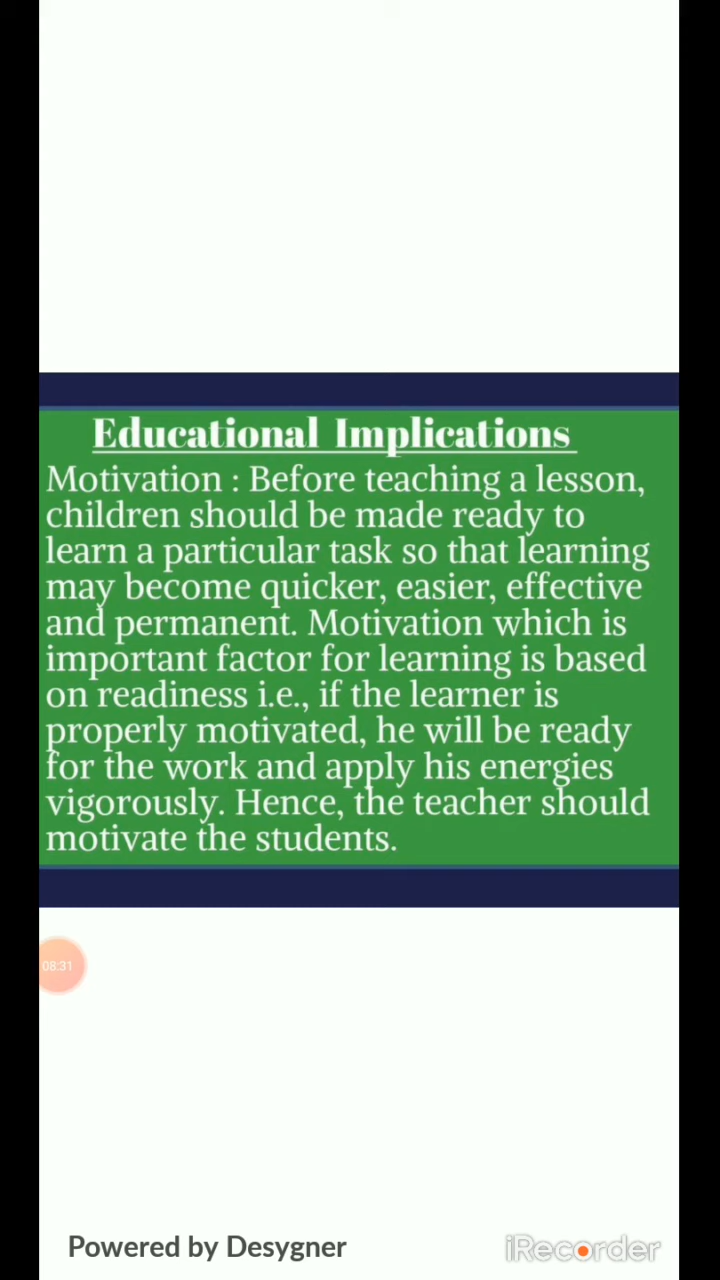 Educational Implications
Motivation : Before teaching a lesson,
children should be made ready to
learn a particular task so that learning
may become quicker, easier, effective
and permanent. Motivation which is
important factor for learning is based
on readiness i.e., if the learner is
properly motivated, he will be ready
for the work and apply his energies
vigorously. Hence, the teacher should
motivate the students.
08:31
Powered by Desygner
iRecorder